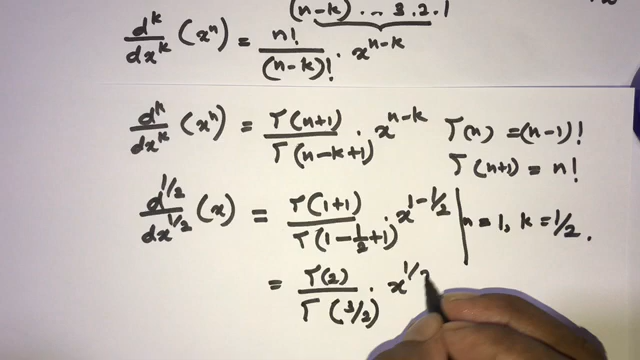 (n-k) ... 3.2.1
d^k/dx^k (x^n) = n!/(n-k)! . x^{n-k}
d^k/dx^k (x^n) = Γ(n+1)/Γ(n-k+1) . x^{n-k} Γ(n) = (n-1)!
Γ(n+1) = n!
d^{1/2}/dx^{1/2} (x) = Γ(1+1)/Γ(1-1/2+1) . x^{1-1/2} | n=1, k=1/2.
= Γ(2)/Γ(3/2) . x^{1/2}